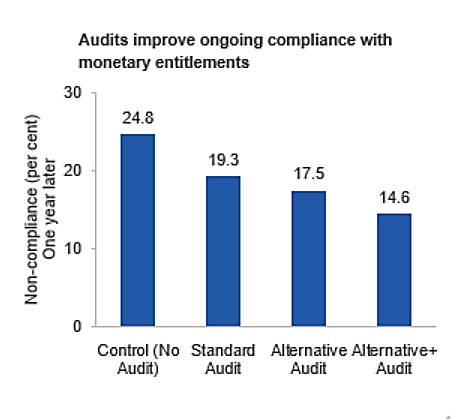 Audits improve ongoing compliance with
monetary entitlements
Non-compliance (per cent)
One year later
30
20
10
0
24.8
19.3
17.5
14.6
Control (No Audit)
Standard Audit
Alternative Audit
Alternative+ Audit